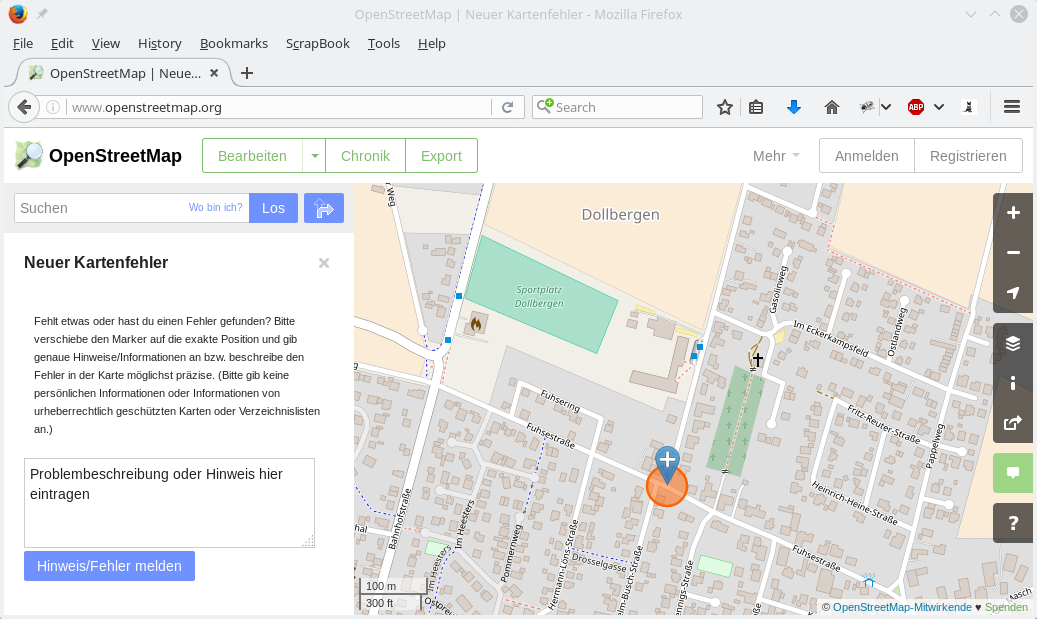 OpenStreetMap | Neuer Kartenfehler - Mozilla Firefox
File Edit View History Bookmarks ScrapBook Tools Help
OpenStreetMap | Neue...
www.openstreetmap.org
Search
ABP
OpenStreetMap
Bearbeiten
Chronik
Export
Mehr
Anmelden
Registrieren
Suchen
Wo bin ich?
Los
Neuer Kartenfehler
Fehlt etwas oder hast du einen Fehler gefunden? Bitte
verschiebe den Marker auf die exakte Position und gib
genaue Hinweise/Informationen an bzw. beschreibe den
Fehler in der Karte möglichst präzise. (Bitte gib keine
persönlichen Informationen oder Informationen von
urheberrechtlich geschützten Karten oder Verzeichnislisten
an.)
Problembeschreibung oder Hinweis hier
eintragen
Hinweis/Fehler melden
Weg
Dollbergen
Sportplatz
Dollbergen
Gasolinweg
Im Eckerkampsfeld
Ostlandweg
Fuhsering
Fuhsestraße
Fritz-Reuter-Straße
Pappelweg
Heinrich-Heine-Straße
Bahnhofstraße
Im Heesters
Im Heesters
Pommernweg
Hermann-Löns-Straße
Drosselgasse
Fuhsestraße
100 m
300 ft
?
© OpenStreetMap-Mitwirkende ♥ Spenden